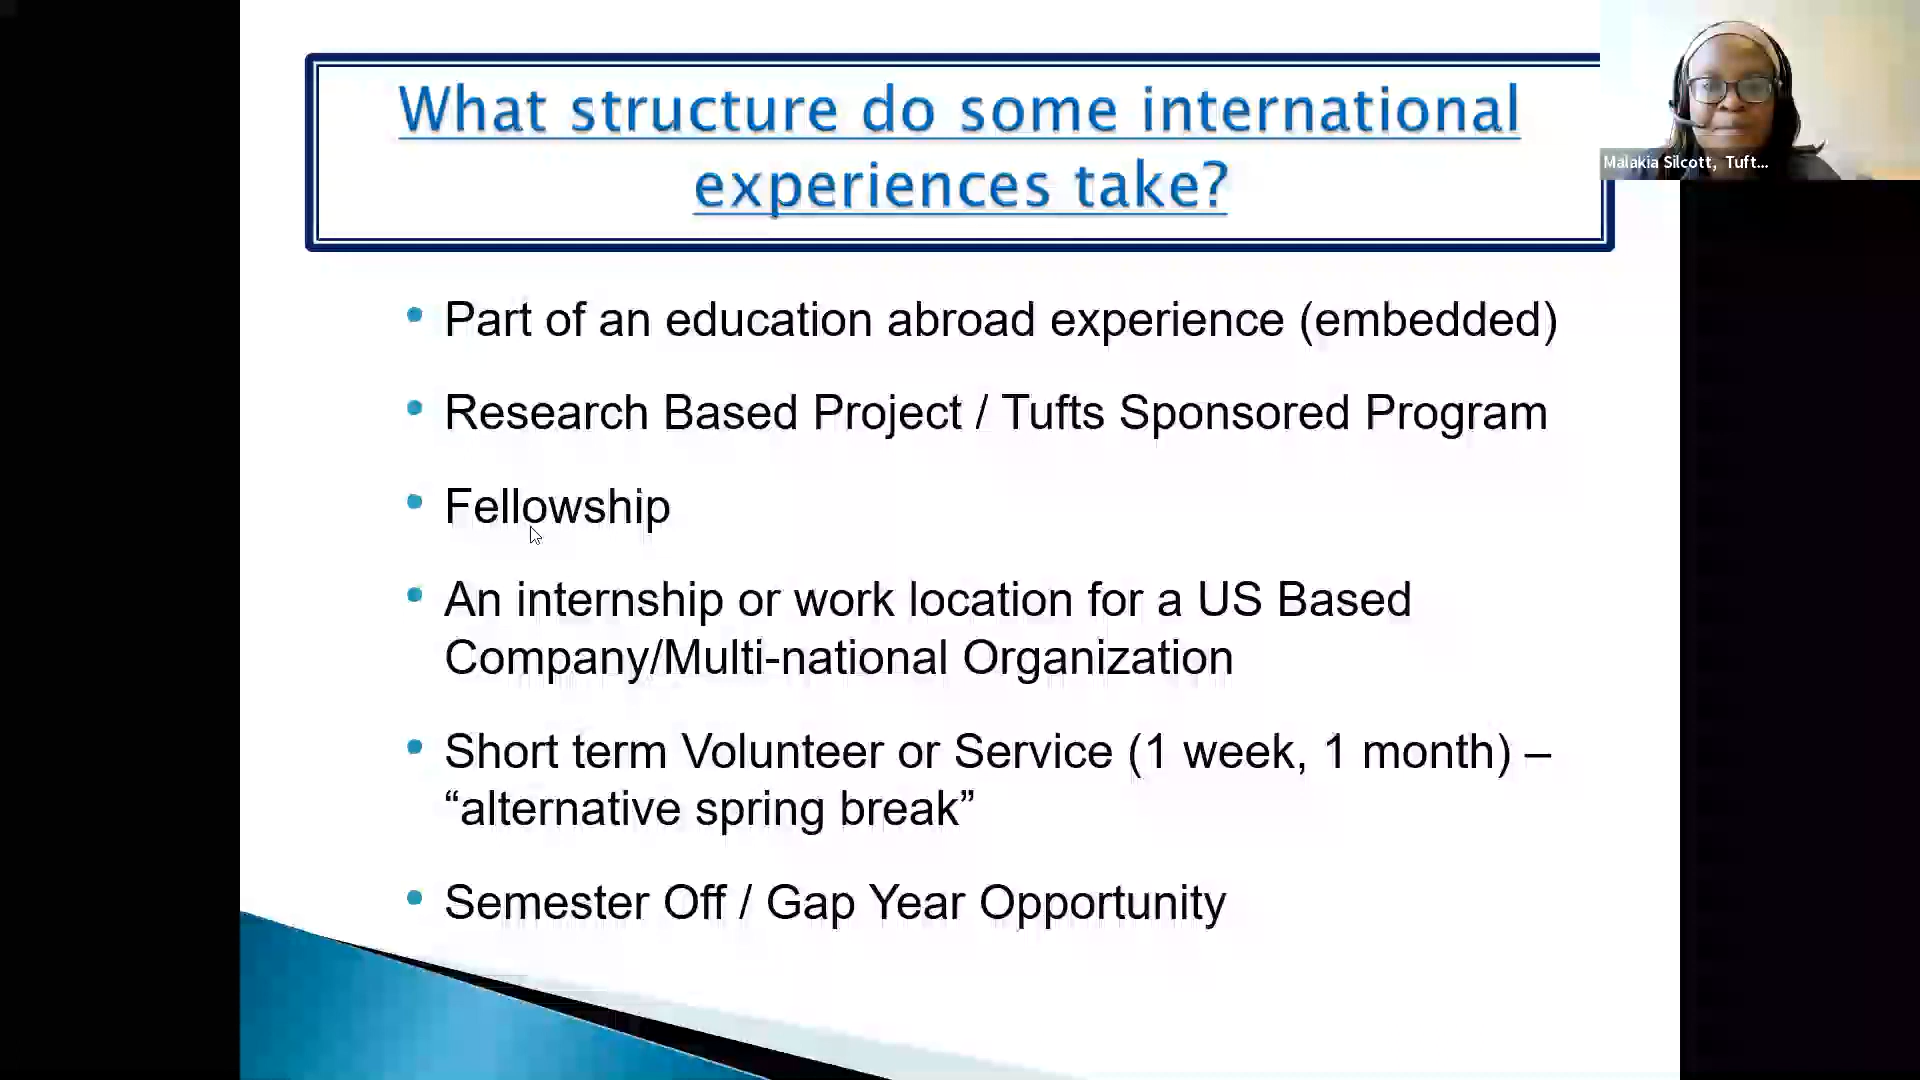 What structure do some international
experiences take?
Malakia Silcott, Tuft...
• Part of an education abroad experience (embedded)
• Research Based Project / Tufts Sponsored Program
• Fellowship
• An internship or work location for a US Based
Company/Multi-national Organization
• Short term Volunteer or Service (1 week, 1 month) –
“alternative spring break”
• Semester Off / Gap Year Opportunity